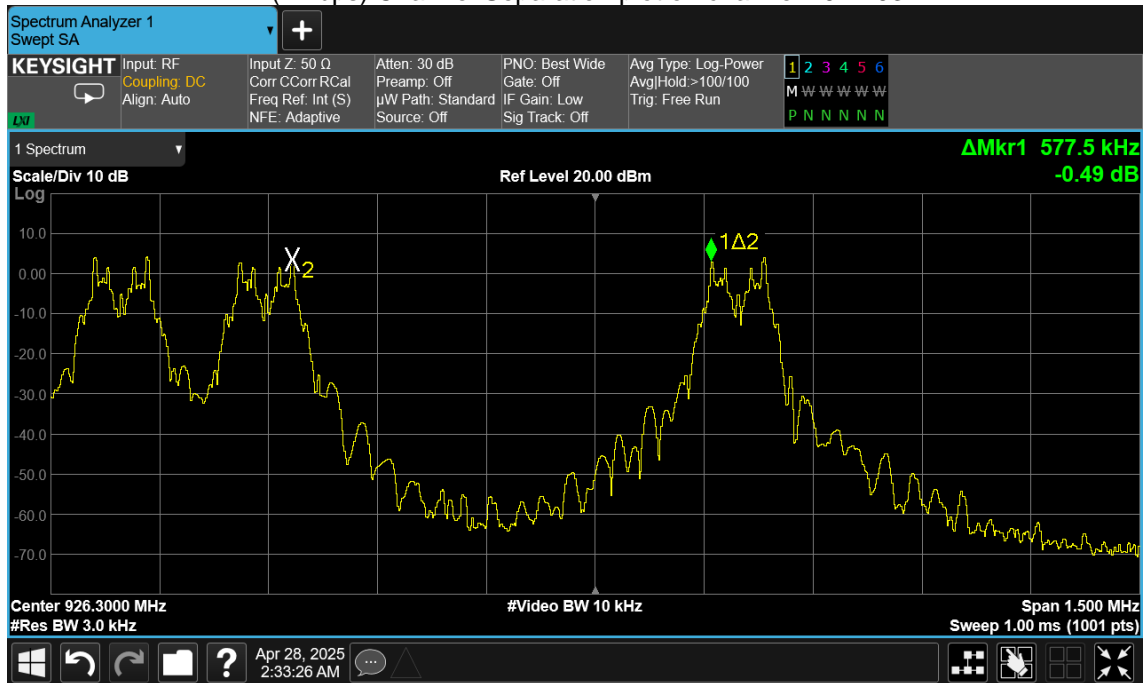 Spectrum Analyzer 1
Swept SA
KEYSIGHT
LXI
Input: RF
Coupling: DC
Align: Auto
Input Z: 50 Ω
Corr CCorr RCal
Freq Ref: Int (S)
NFE: Adaptive
Atten: 30 dB
Preamp: Off
µW Path: Standard
Source: Off
PNO: Best Wide
Gate: Off
IF Gain: Low
Sig Track: Off
Avg Type: Log-Power
Avg|Hold:>100/100
Trig: Free Run
1 2 3 4 5 6
M W W W W W
P N N N N N
1 Spectrum
ΔMkr1 577.5 kHz
-0.49 dB
Scale/Div 10 dB
Ref Level 20.00 dBm
Log
10.0
0.00
-10.0
-20.0
-30.0
-40.0
-50.0
-60.0
-70.0
X2
1Δ2
Center 926.3000 MHz
#Video BW 10 kHz
Span 1.500 MHz
#Res BW 3.0 kHz
Sweep 1.00 ms (1001 pts)
?
Apr 28, 2025
2:33:26 AM